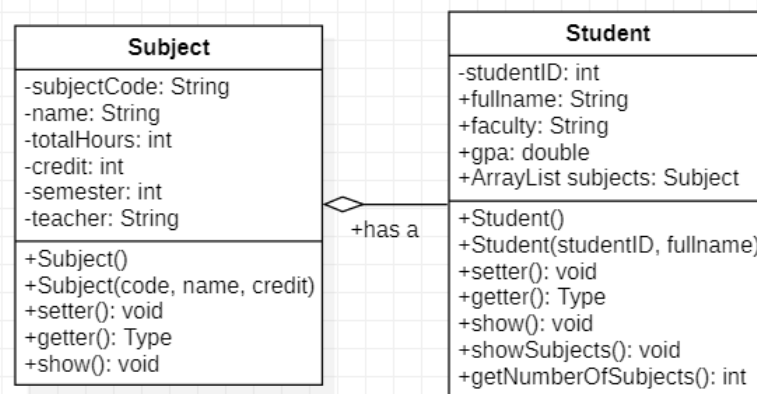 Subject
-subjectCode: String
-name: String
-totalHours: int
-credit: int
-semester: int
-teacher: String
+Subject()
+Subject(code, name, credit)
+setter(): void
+getter(): Type
+show(): void
+has a
Student
-studentID: int
+fullname: String
+faculty: String
+gpa: double
+ArrayList subjects: Subject
+Student()
+Student(studentID, fullname)
+setter(): void
+getter(): Type
+show(): void
+showSubjects(): void
+getNumberOfSubjects(): int